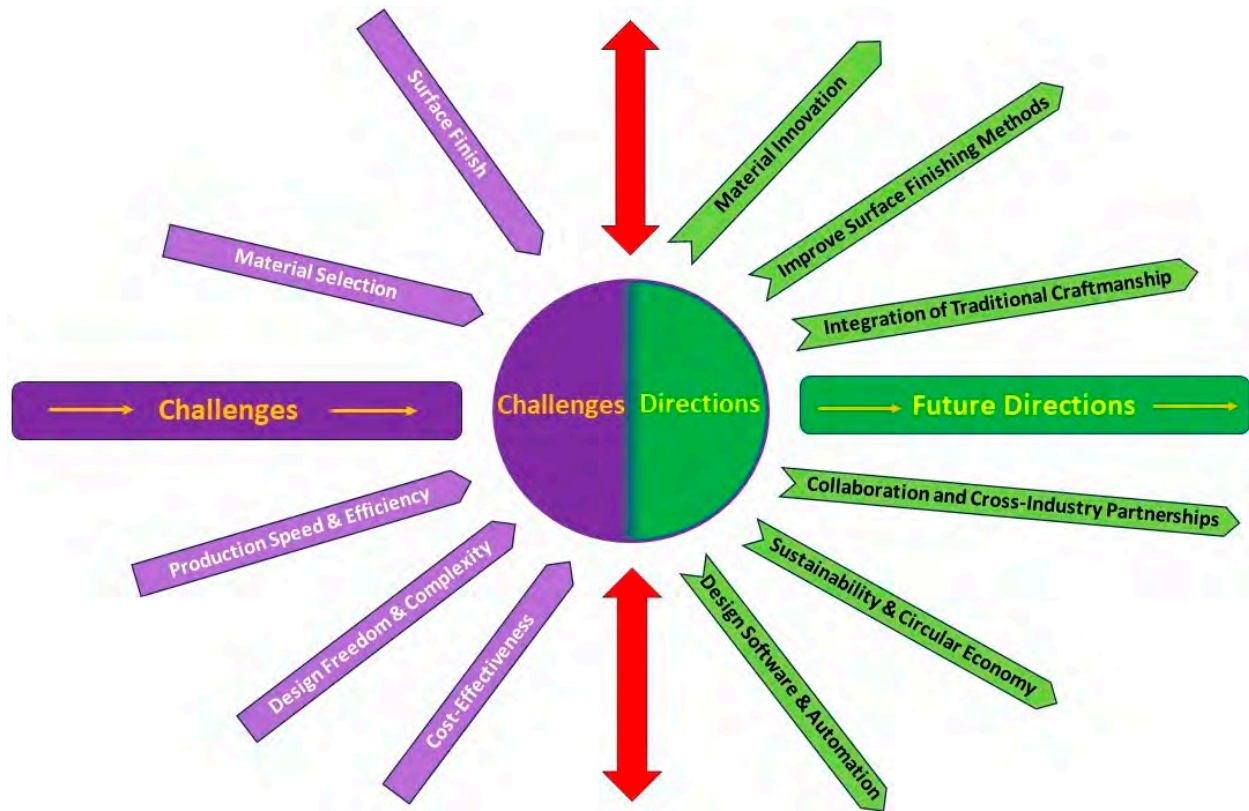 Surface Finish
Material Selection
Challenges
Production Speed & Efficiency
Design Freedom & Complexity
Cost-Effectiveness
Challenges
Directions
Material Innovation
Improve Surface Finishing Methods
Integration of Traditional Craftmanship
Future Directions
Collaboration and Cross-Industry Partnerships
Sustainability & Circular Economy
Design Software & Automation